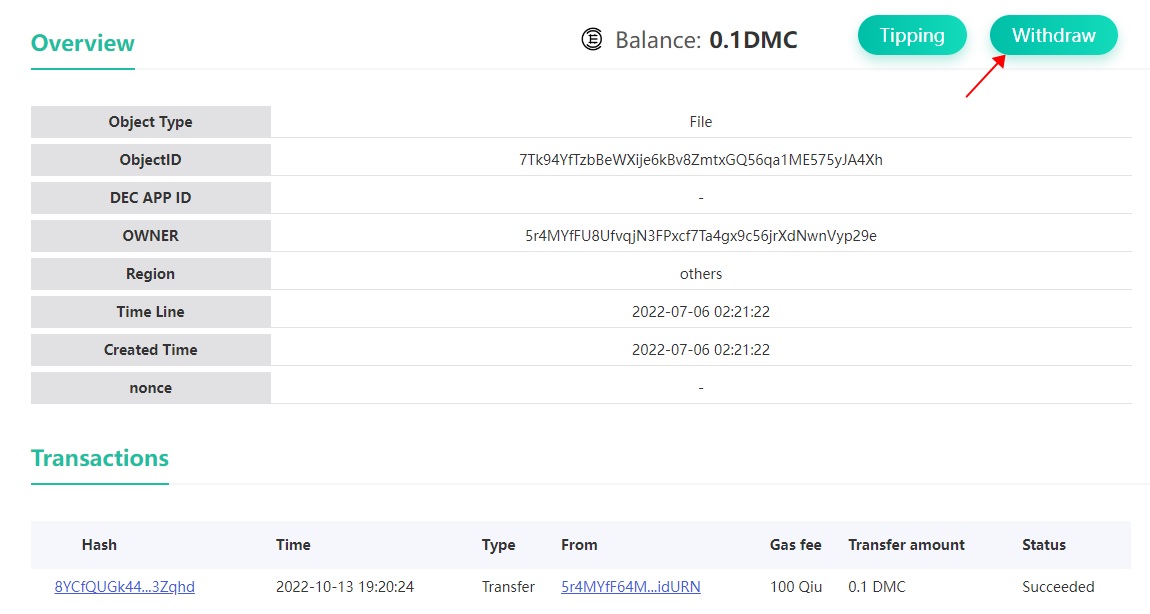 Overview Balance: 0.1DMC Tipping Withdraw
Object Type File
ObjectID 7Tk94YfTzbBeWXije6kBv8ZmtxGQ56qa1ME575yJA4Xh
DEC APP ID -
OWNER 5r4MYfFU8UfvqjN3FPxcf7Ta4gx9c56jrXdNwnVyp29e
Region others
Time Line 2022-07-06 02:21:22
Created Time 2022-07-06 02:21:22
nonce -
Transactions
Hash Time Type From Gas fee Transfer amount Status
8YCfQUGk44...3Zqhd 2022-10-13 19:20:24 Transfer 5r4MYfF64M...idURN 100 Qiu 0.1 DMC Succeeded